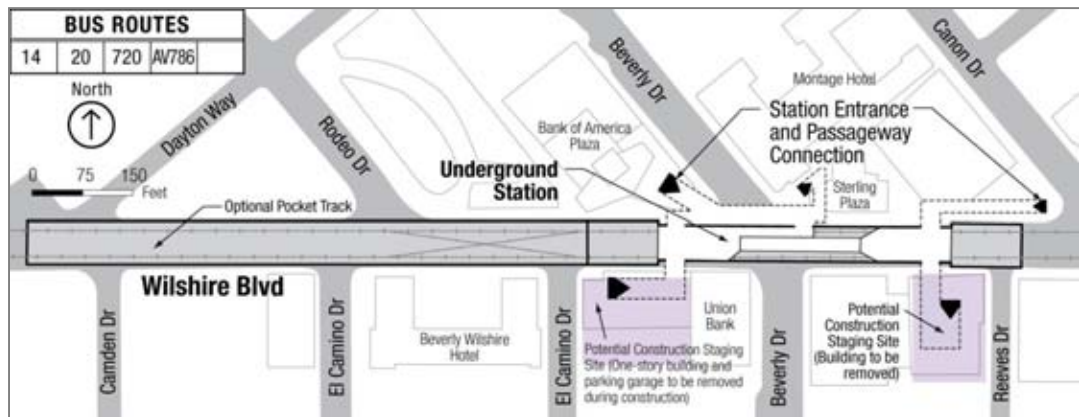 BUS ROUTES
14 20 720 AV786
North
0 75 150
Feet
Dayton Way
Rodeo Dr
Beverly Dr
Canon Dr
Montage Hotel
Station Entrance
and Passageway
Connection
Bank of America
Plaza
Underground
Station
Sterling
Plaza
Optional Pocket Track
Wilshire Blvd
Camden Dr
El Camino Dr
Beverly Wilshire
Hotel
El Camino Dr
Union
Bank
Potential Construction Staging
Site (One-story building and
parking garage to be removed
during construction)
Beverly Dr
Potential
Construction
Staging Site
(Building to be
removed)
Reeves Dr